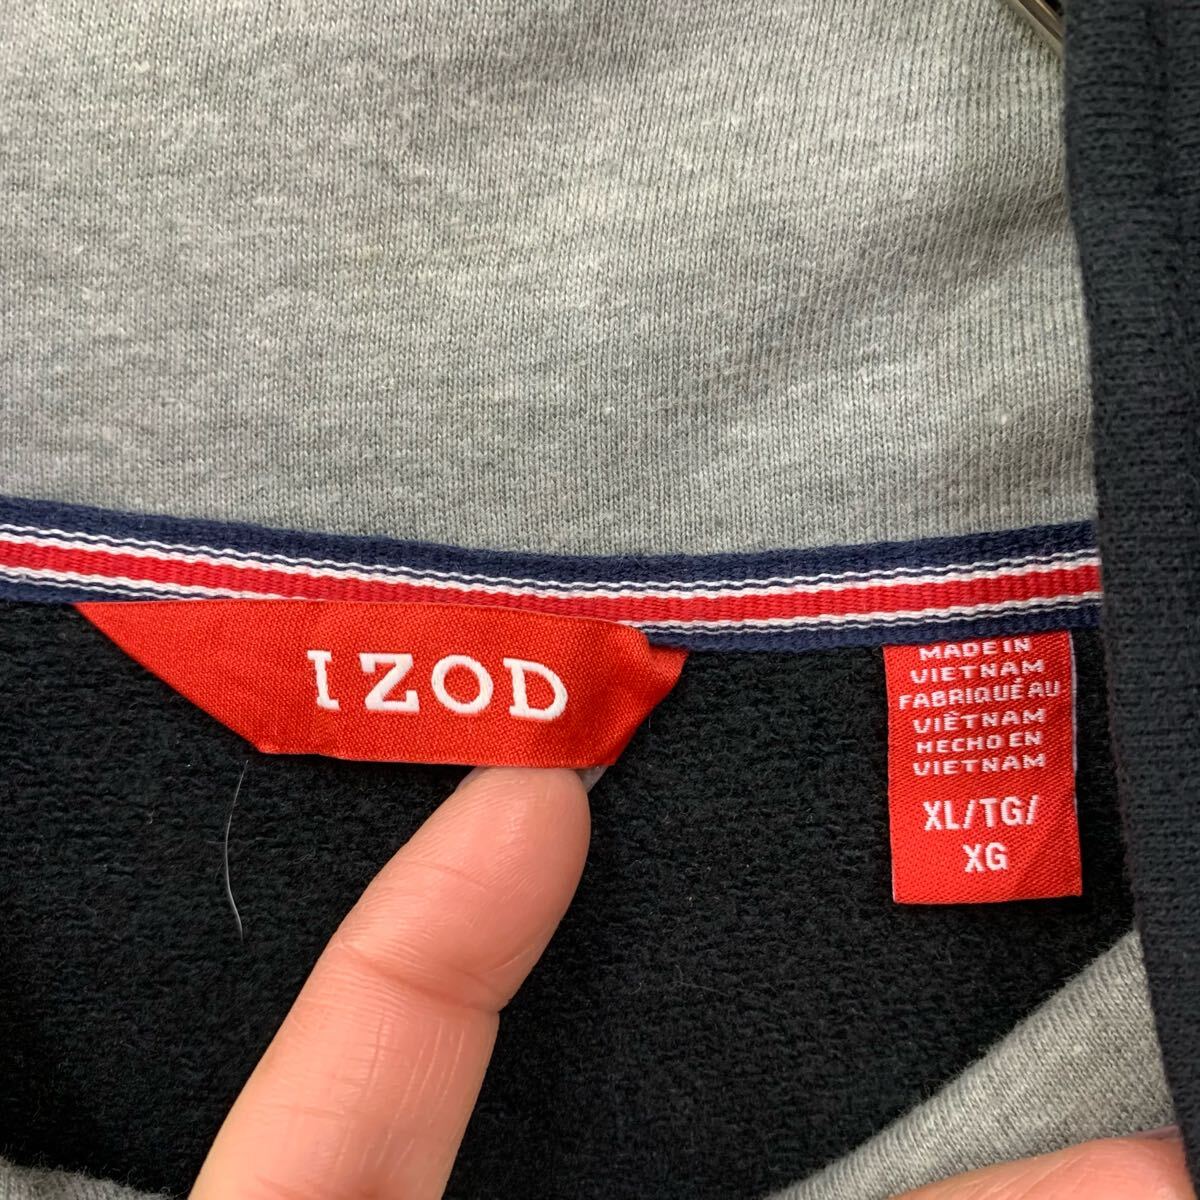 IZOD
MADE IN
VIETNAM
FABRIQUÉ AU
VIÊTNAM
HECHO EN
VIETNAM
XL/TG/
XG